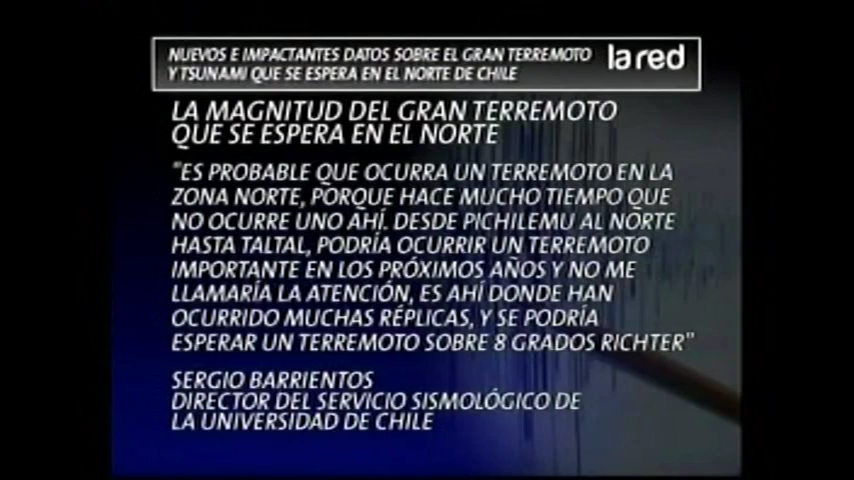 NUEVOS E IMPACTANTES DATOS SOBRE EL GRAN TERREMOTO
Y TSUNAMI QUE SE ESPERA EN EL NORTE DE CHILE
la red
LA MAGNITUD DEL GRAN TERREMOTO
QUE SE ESPERA EN EL NORTE
"ES PROBABLE QUE OCURRA UN TERREMOTO EN LA
ZONA NORTE, PORQUE HACE MUCHO TIEMPO QUE
NO OCURRE UNO AHÍ. DESDE PICHILEMU AL NORTE
HASTA TALTAL, PODRÍA OCURRIR UN TERREMOTO
IMPORTANTE EN LOS PRÓXIMOS AÑOS Y NO ME
LLAMARÍA LA ATENCIÓN, ES AHÍ DONDE HAN
OCURRIDO MUCHAS RÉPLICAS, Y SE PODRÍA
ESPERAR UN TERREMOTO SOBRE 8 GRADOS RICHTER"
SERGIO BARRIENTOS
DIRECTOR DEL SERVICIO SISMOLÓGICO DE
LA UNIVERSIDAD DE CHILE